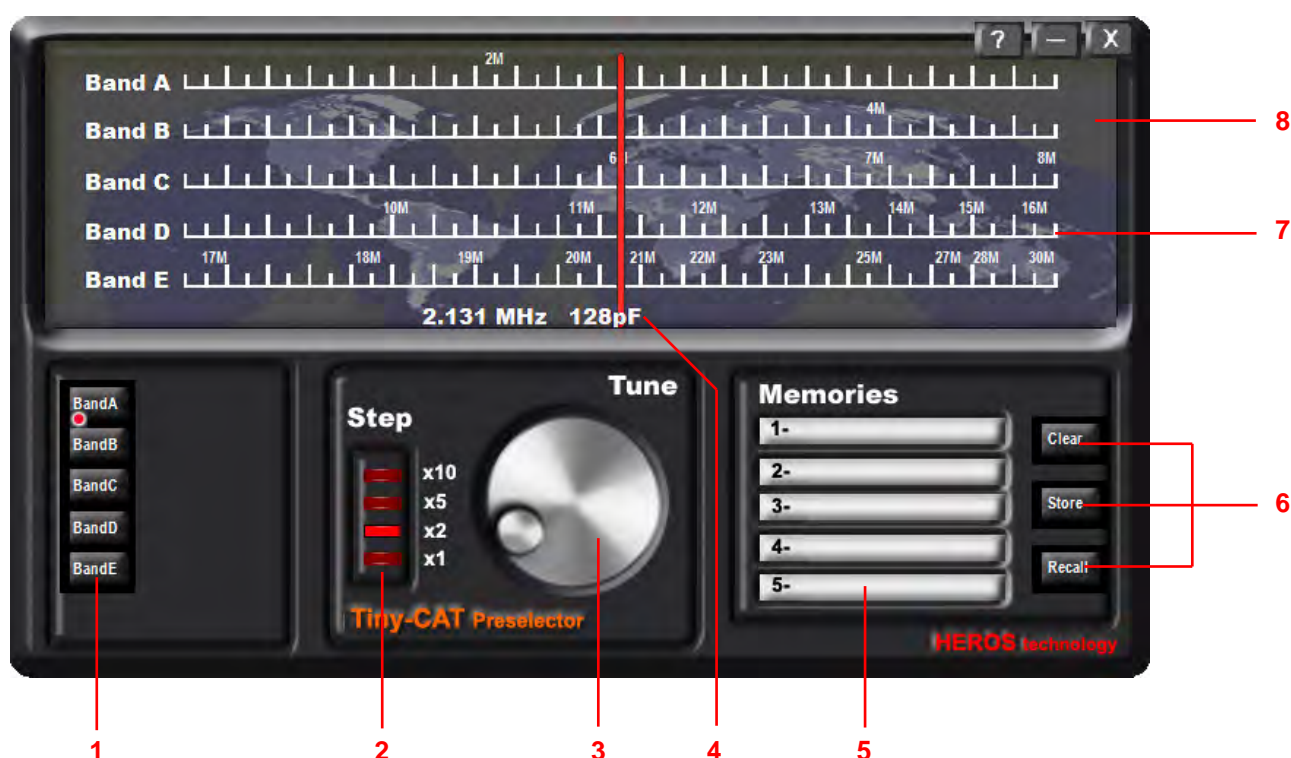 ? — X
2M
Band A
4M
Band B
8
6M 7M 8M
Band C
10M 11M 12M 13M 14M 15M 16M
Band D
7
17M 18M 19M 20M 21M 22M 23M 25M 27M 28M 30M
Band E
2.131 MHz 128pF
BandA
BandB
BandC
BandD
BandE
Step
x10
x5
x2
x1
Tune
Tiny-CAT Preselector
Memories
1-
2-
3-
4-
5-
Clear
Store
Recall
6
HEROS technology
1 2 3 4 5